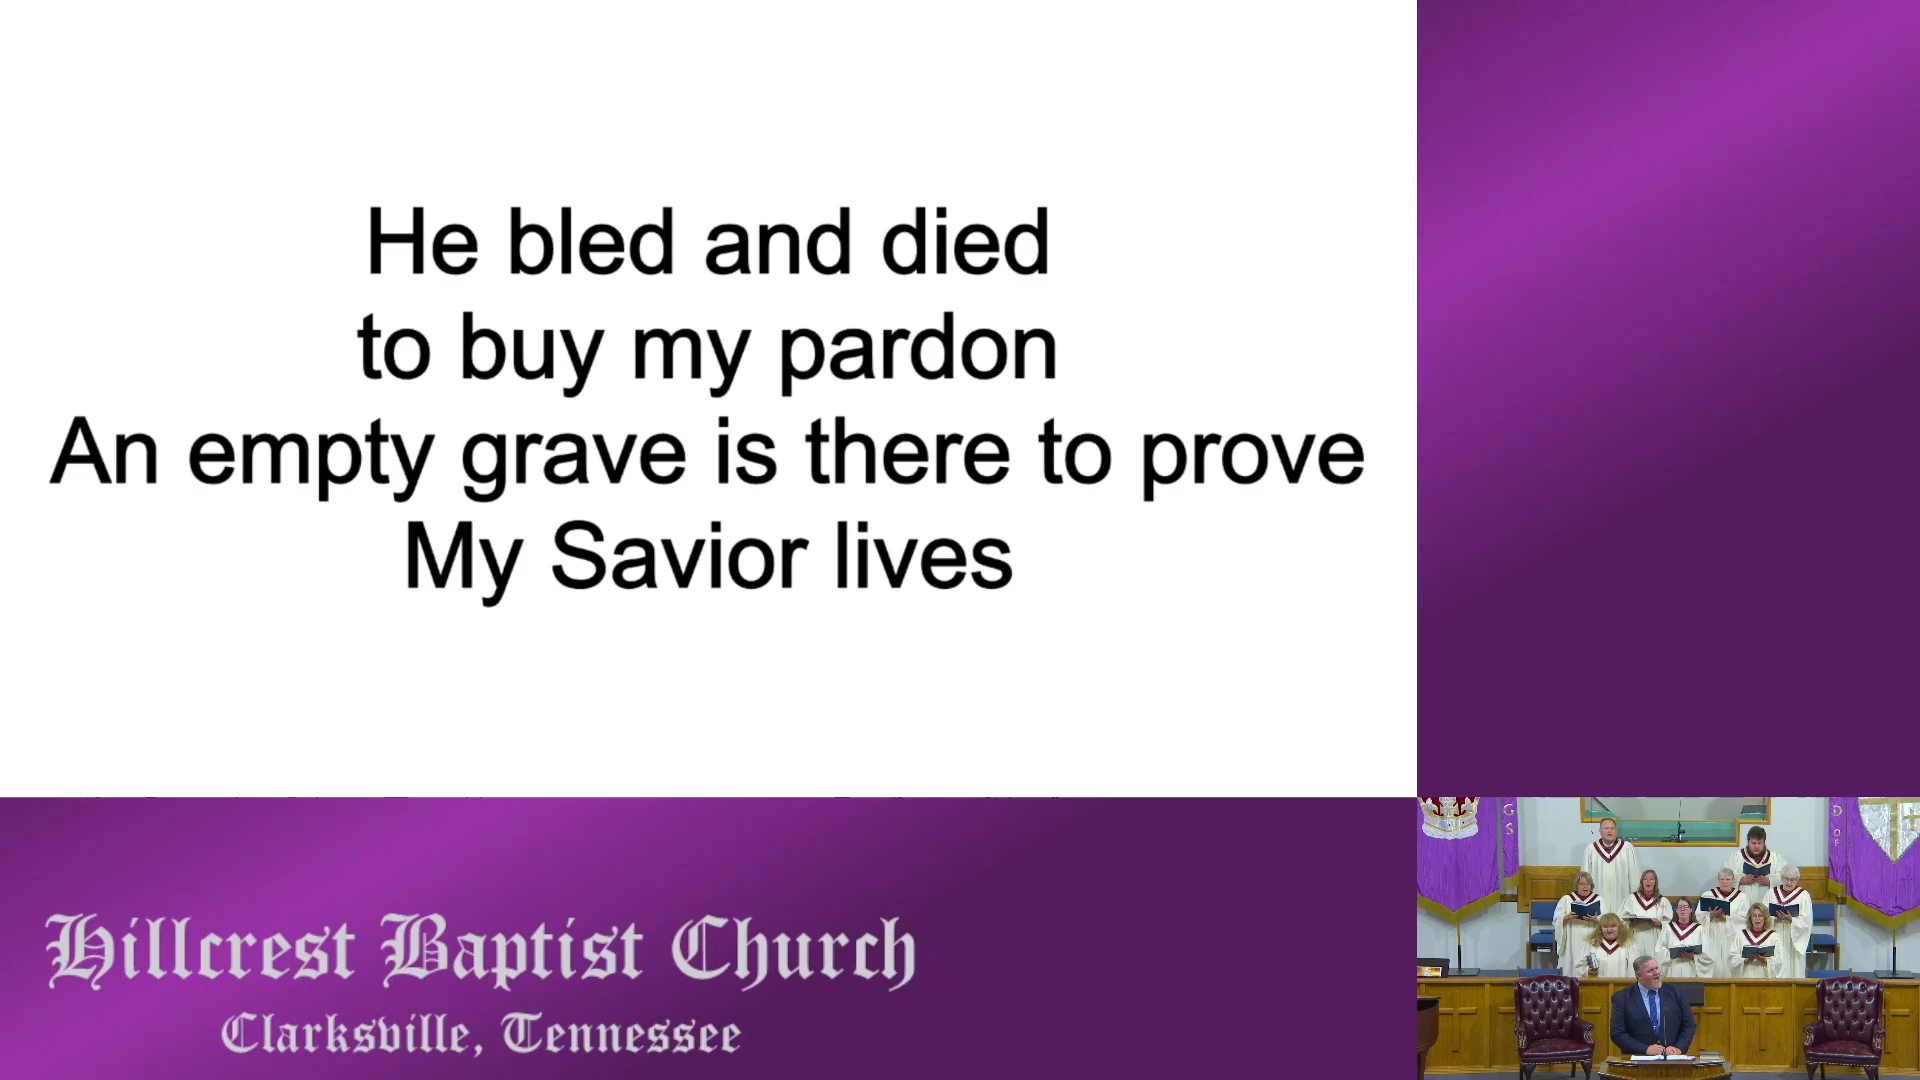 He bled and died
to buy my pardon
An empty grave is there to prove
My Savior lives
Hillcrest Baptist Church
Clarksville, Tennessee
G
S
D
OF